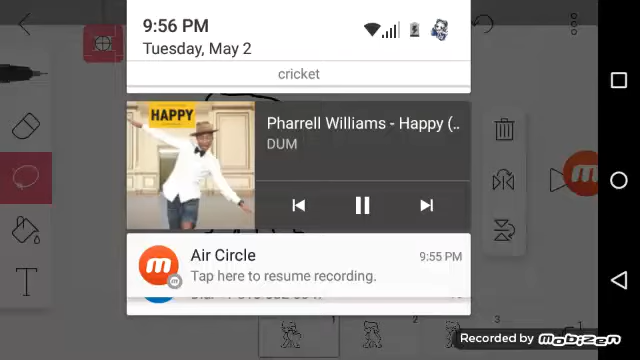 9:56 PM
Tuesday, May 2
cricket
HAPPY
Pharrell Williams - Happy (..
DUM
Air Circle
9:55 PM
Tap here to resume recording.
T
1
2
3
Recorded by mobizen